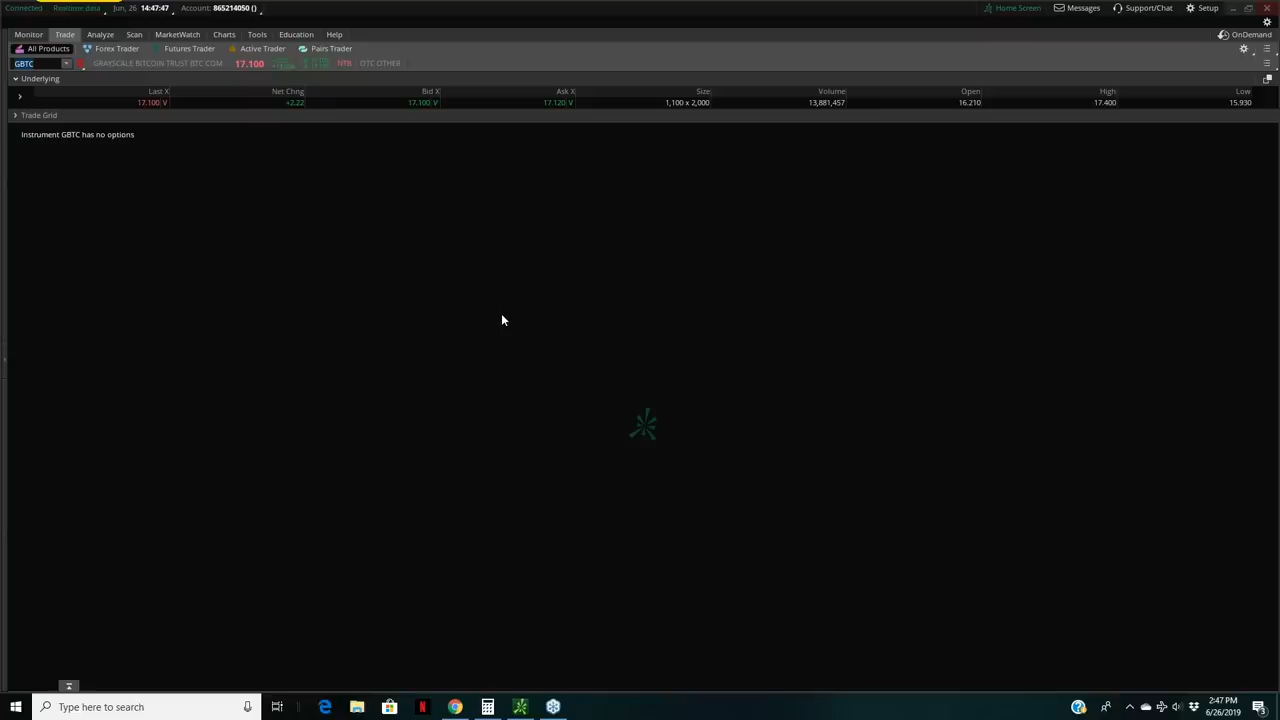 Connected Realtime data Jun, 26 14:47:47 Account: 865214050 () Home Screen Messages Support/Chat Setup
Monitor Trade Analyze Scan MarketWatch Charts Tools Education Help OnDemand
All Products Forex Trader Futures Trader Active Trader Pairs Trader
GBTC GRAYSCALE BITCOIN TRUST BTC COM 17.100 NTB OTC OTHER
Underlying
Last X Net Chng Bid X Ask X Size Volume Open High Low
17.100 V +2.22 17.100 V 17.120 V 1,100 x 2,000 13,881,457 16.210 17.400 15.930
Trade Grid
Instrument GBTC has no options
Type here to search
2:47 PM
6/26/2019